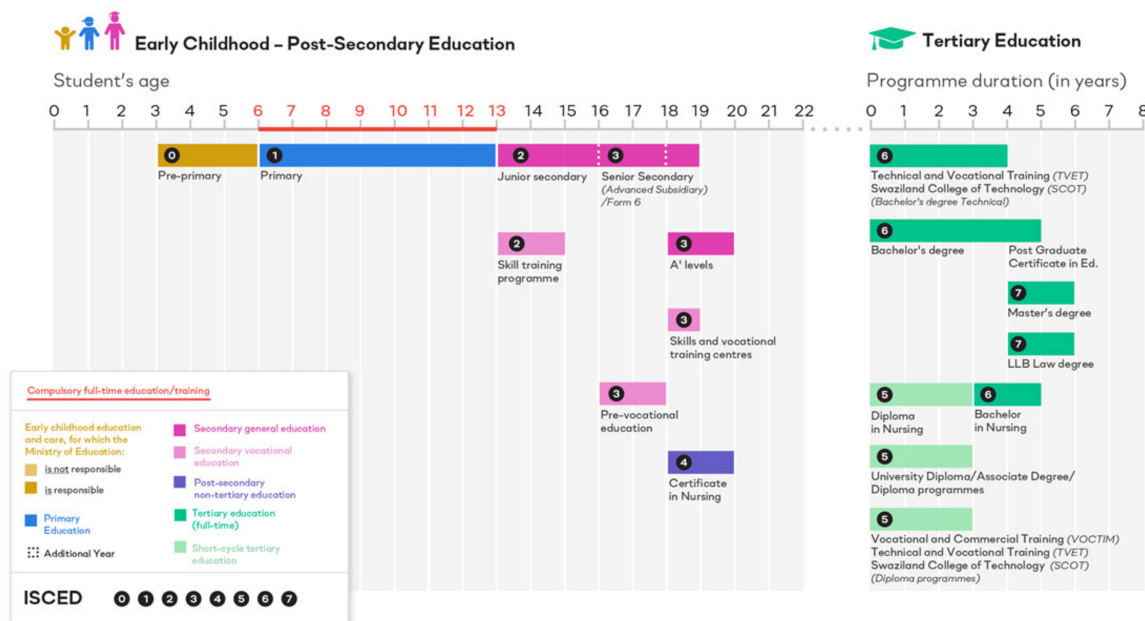 Early Childhood – Post-Secondary Education
Student's age
0 1 2 3 4 5 6 7 8 9 10 11 12 13 14 15 16 17 18 19 20 21 22
0
Pre-primary
1
Primary
2
Junior secondary
3
Senior Secondary
(Advanced Subsidiary)
/Form 6
2
Skill training
programme
3
A' levels
3
Skills and vocational
training centres
3
Pre-vocational
education
4
Certificate
in Nursing
Tertiary Education
Programme duration (in years)
0 1 2 3 4 5 6 7 8
6
Technical and Vocational Training (TVET)
Swaziland College of Technology (SCOT)
(Bachelor's degree Technical)
6
Bachelor's degree
Post Graduate
Certificate in Ed.
7
Master's degree
7
LLB Law degree
5
Diploma
in Nursing
6
Bachelor
in Nursing
5
University Diploma/Associate Degree/
Diploma programmes
5
Vocational and Commercial Training (VOCTIM)
Technical and Vocational Training (TVET)
Swaziland College of Technology (SCOT)
(Diploma programmes)
Compulsory full-time education/training
Early childhood education
and care, for which the
Ministry of Education:
is not responsible
is responsible
Primary
Education
Additional Year
Secondary general education
Secondary vocational
education
Post-secondary
non-tertiary education
Tertiary education
(full-time)
Short-cycle tertiary
education
ISCED 0 1 2 3 4 5 6 7